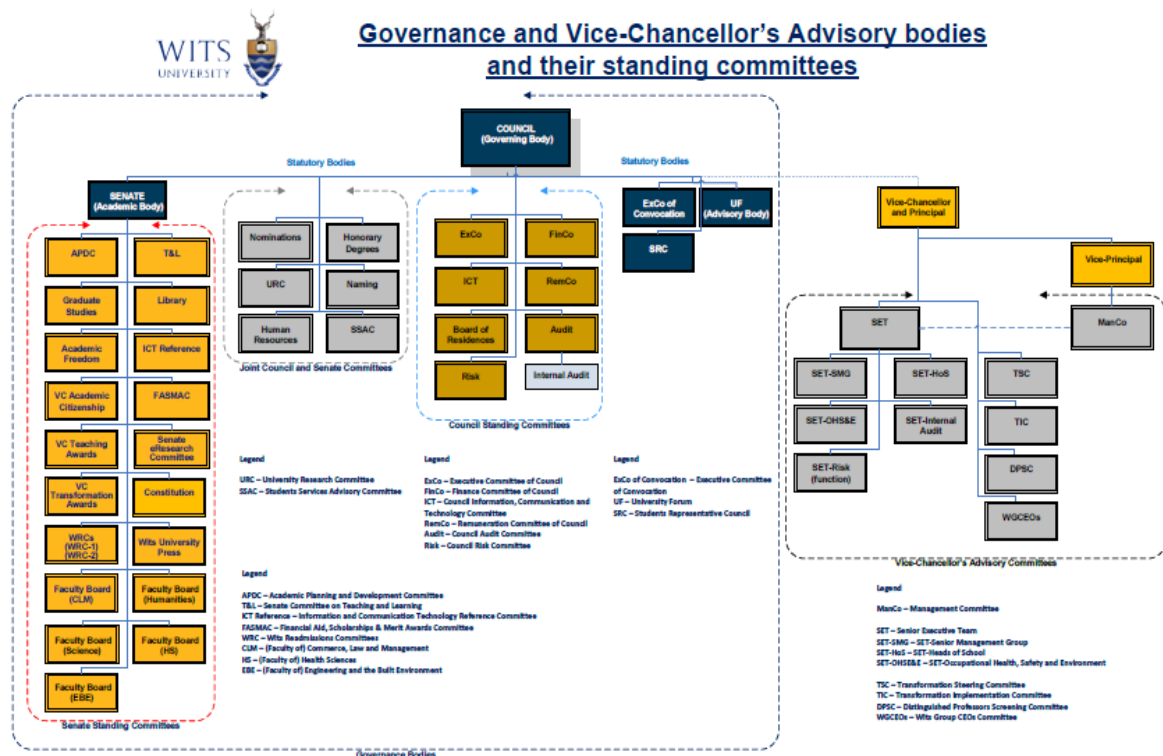 WITS
UNIVERSITY
Governance and Vice-Chancellor's Advisory bodies
and their standing committees
COUNCIL
(Governing Body)
Statutory Bodies
Statutory Bodies
SENATE
(Academic Body)
ExCo of
Convocation
UF
(Advisory Body)
SRC
Vice-Chancellor
and Principal
Vice-Principal
APDC
T&L
Graduate
Studies
Library
Academic
Freedom
ICT Reference
VC Academic
Citizenship
FASMAC
VC Teaching
Awards
Senate
eResearch
Committee
VC
Transformation
Awards
Constitution
WRCs
(WRC-1)
(WRC-2)
Wits University
Press
Faculty Board
(CLM)
Faculty Board
(Humanities)
Faculty Board
(Science)
Faculty Board
(HS)
Faculty Board
(EBE)
Senate Standing Committees
Nominations
Honorary
Degrees
URC
Naming
Human
Resources
SSAC
Joint Council and Senate Committees
ExCo
FinCo
ICT
RemCo
Board of
Residences
Audit
Risk
Internal Audit
Council Standing Committees
SET
ManCo
SET-SMG
SET-HoS
TSC
SET-OHS&E
SET-Internal
Audit
TIC
SET-Risk
(function)
DPSC
WGCEOs
Vice-Chancellor's Advisory Committees
Legend
URC – University Research Committee
SSAC – Students Services Advisory Committee
Legend
ExCo – Executive Committee of Council
FinCo – Finance Committee of Council
ICT – Council Information, Communication and
Technology Committee
RemCo – Remuneration Committee of Council
Audit – Council Audit Committee
Risk – Council Risk Committee
Legend
ExCo of Convocation – Executive Committee
of Convocation
UF – University Forum
SRC – Students Representative Council
Legend
APDC – Academic Planning and Development Committee
T&L – Senate Committee on Teaching and Learning
ICT Reference – Information and Communication Technology Reference Committee
FASMAC – Financial Aid, Scholarships & Merit Awards Committee
WRC – Wits Readmissions Committees
CLM – (Faculty of) Commerce, Law and Management
HS – (Faculty of) Health Sciences
EBE – (Faculty of) Engineering and the Built Environment
Legend
ManCo – Management Committee
SET – Senior Executive Team
SET-SMG – SET-Senior Management Group
SET-HoS – SET-Heads of School
SET-OHSE&E – SET-Occupational Health, Safety and Environment
TSC – Transformation Steering Committee
TIC – Transformation Implementation Committee
DPSC – Distinguished Professors Screening Committee
WGCEOs – Wits Group CEOs Committee
Governance Bodies